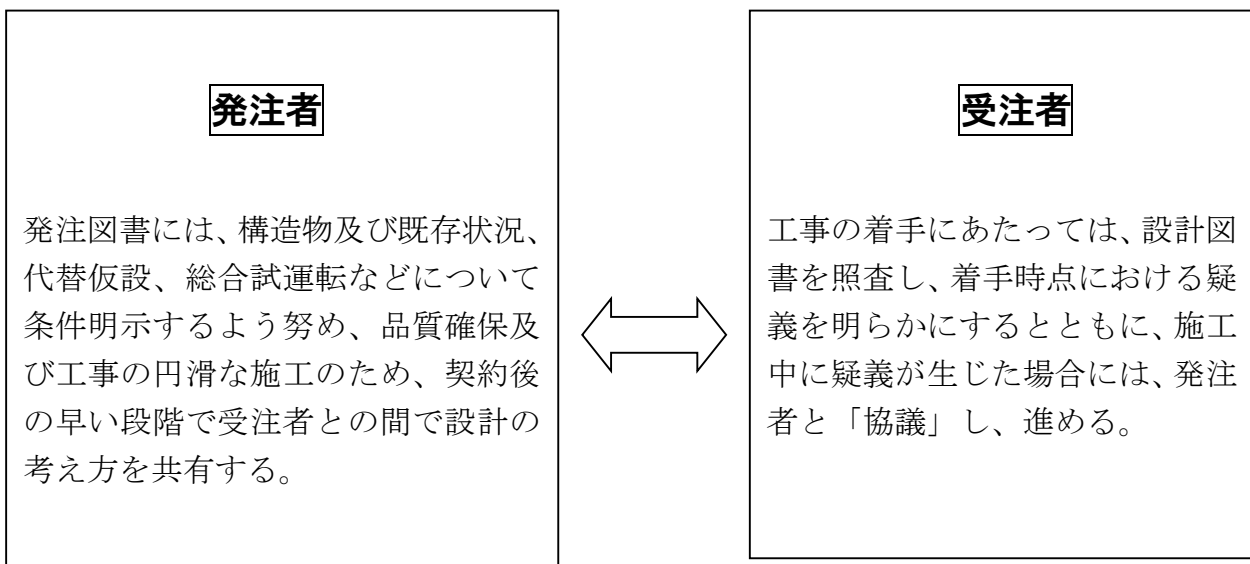 発注者
発注図書には、構造物及び既存状況、
代替仮設、総合試運転などについて
条件明示するよう努め、品質確保及
び工事の円滑な施工のため、契約後
の早い段階で受注者との間で設計の
考え方を共有する。
受注者
工事の着手にあたっては、設計図
書を照査し、着手時点における疑
義を明らかにするとともに、施工
中に疑義が生じた場合には、発注
者と「協議」し、進める。